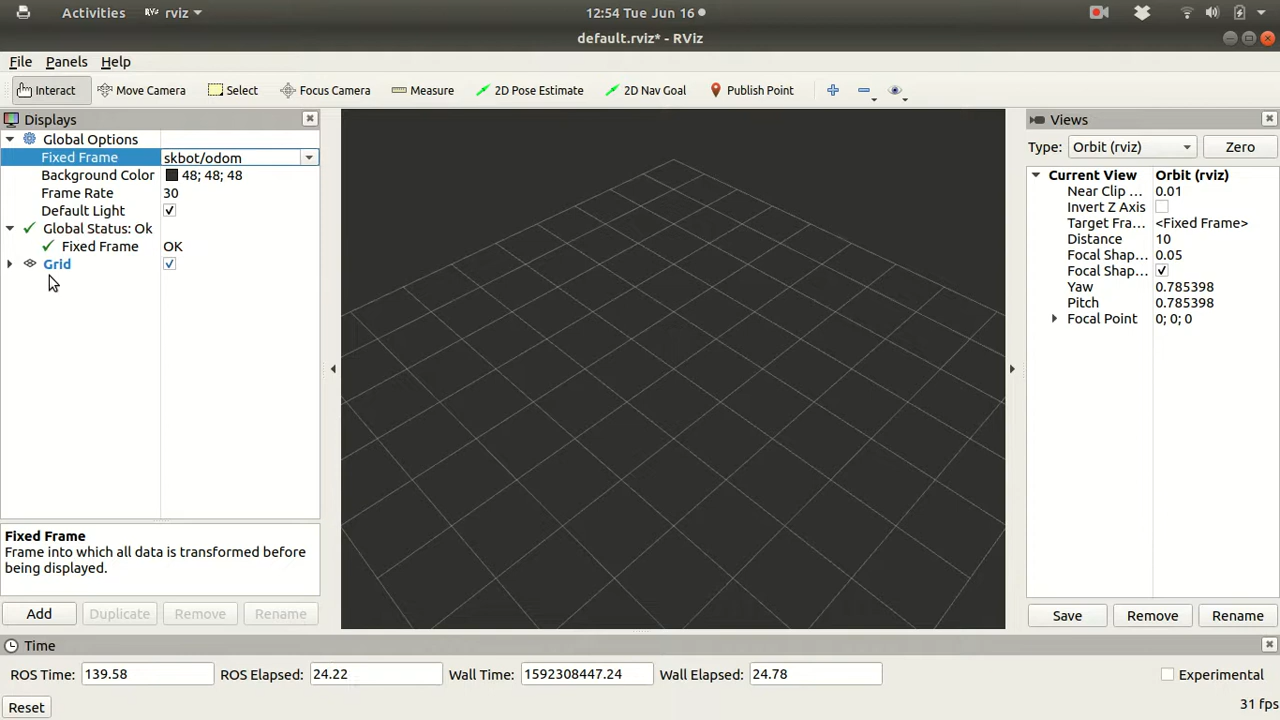 Activities rviz 12:54 Tue Jun 16
default.rviz* - RViz
File Panels Help
Interact Move Camera Select Focus Camera Measure 2D Pose Estimate 2D Nav Goal Publish Point
Displays
Global Options
Fixed Frame skbot/odom
Background Color 48; 48; 48
Frame Rate 30
Default Light
Global Status: Ok
Fixed Frame OK
Grid
Fixed Frame
Frame into which all data is transformed before
being displayed.
Add Duplicate Remove Rename
Views
Type: Orbit (rviz) Zero
Current View Orbit (rviz)
Near Clip ... 0.01
Invert Z Axis
Target Fra... <Fixed Frame>
Distance 10
Focal Shap... 0.05
Focal Shap...
Yaw 0.785398
Pitch 0.785398
Focal Point 0; 0; 0
Save Remove Rename
Time
ROS Time: 139.58 ROS Elapsed: 24.22 Wall Time: 1592308447.24 Wall Elapsed: 24.78 Experimental
Reset 31 fps